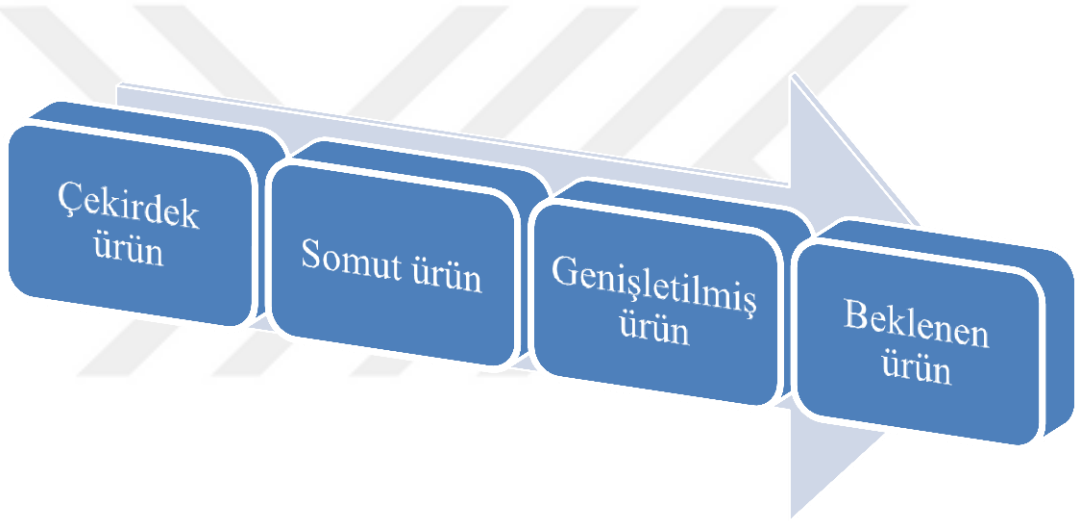 Çekirdek
ürün
Somut ürün
Genişletilmiş
ürün
Beklenen
ürün